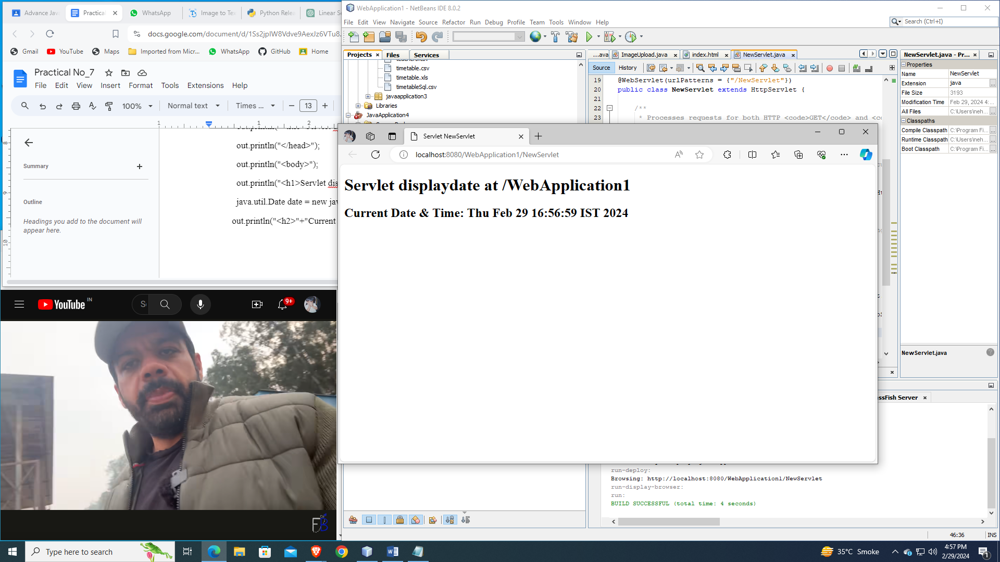 Advance Jav
Practical
WhatsApp
Image to Tex
Python Relea
Linear Se
docs.google.com/document/d/1Ss2jpIW8Vdve9AexJz6VTu8.
Gmail
YouTube
Maps
Imported from Micr...
WhatsApp
GitHub
Home
Practical No_7
File Edit View Insert Format Tools Extensions Help
100%
Normal text
Times ...
13
1 1 2
Summary
Outline
Headings you add to the document will
appear here.
8
9
10
out.println("</head>");
out.println("<body>");
out.println("<h1>Servlet dis
java.util.Date date = new jav
out.println("<h2>"+"Current
YouTube IN
9+
FB
WebApplication1 - NetBeans IDE 8.0.2
File Edit View Navigate Source Refactor Run Debug Profile Team Tools Window Help
Search (Ctrl+I)
Projects
Files
Services
timetable.csv
timetable.xls
timetableSql.csv
javaapplication3
Libraries
JavaApplication4
...ava
ImageUpload.java
index.html
NewServlet.java
Source
History
19 @WebServlet(urlPatterns = {"/NewServlet"})
20 public class NewServlet extends HttpServlet {
21
22 /**
23 * Processes requests for both HTTP <code>GET</code> and <co
NewServlet.java - Pr...
Properties
Name NewServlet
Extension java
File Size 3193
Modification Time Feb 29, 2024 4:...
All Files C:\Users\neh...
Classpaths
Compile Classpath C:\Program Fi...
Runtime Classpath C:\Users\neh...
Boot Classpath C:\Program Fi...
NewServlet.java
Servlet NewServlet
localhost:8080/WebApplication1/NewServlet
Servlet displaydate at /WebApplication1
Current Date & Time: Thu Feb 29 16:56:59 IST 2024
ssFish Server
run-deploy:
Browsing: http://localhost:8080/WebApplication1/NewServlet
run-display-browser:
run:
BUILD SUCCESSFUL (total time: 4 seconds)
46:36
INS
Type here to search
35°C Smoke
4:57 PM
2/29/2024
1